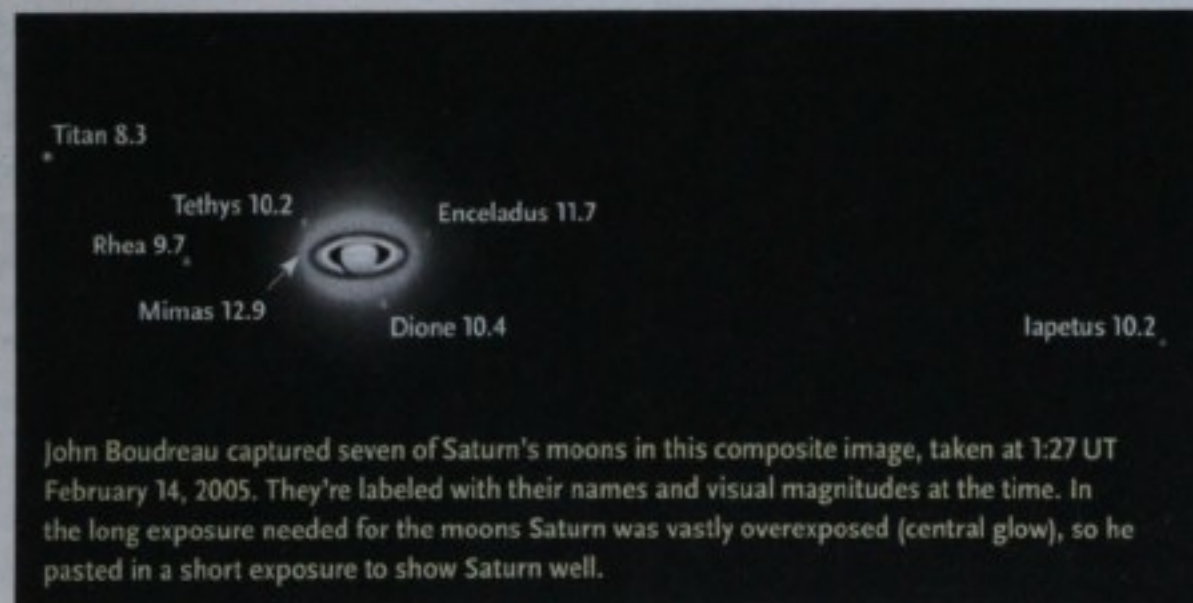 Titan 8.3
Tethys 10.2
Enceladus 11.7
Rhea 9.7
Mimas 12.9
Dione 10.4
Iapetus 10.2
John Boudreau captured seven of Saturn's moons in this composite image, taken at 1:27 UT
February 14, 2005. They're labeled with their names and visual magnitudes at the time. In
the long exposure needed for the moons Saturn was vastly overexposed (central glow), so he
pasted in a short exposure to show Saturn well.